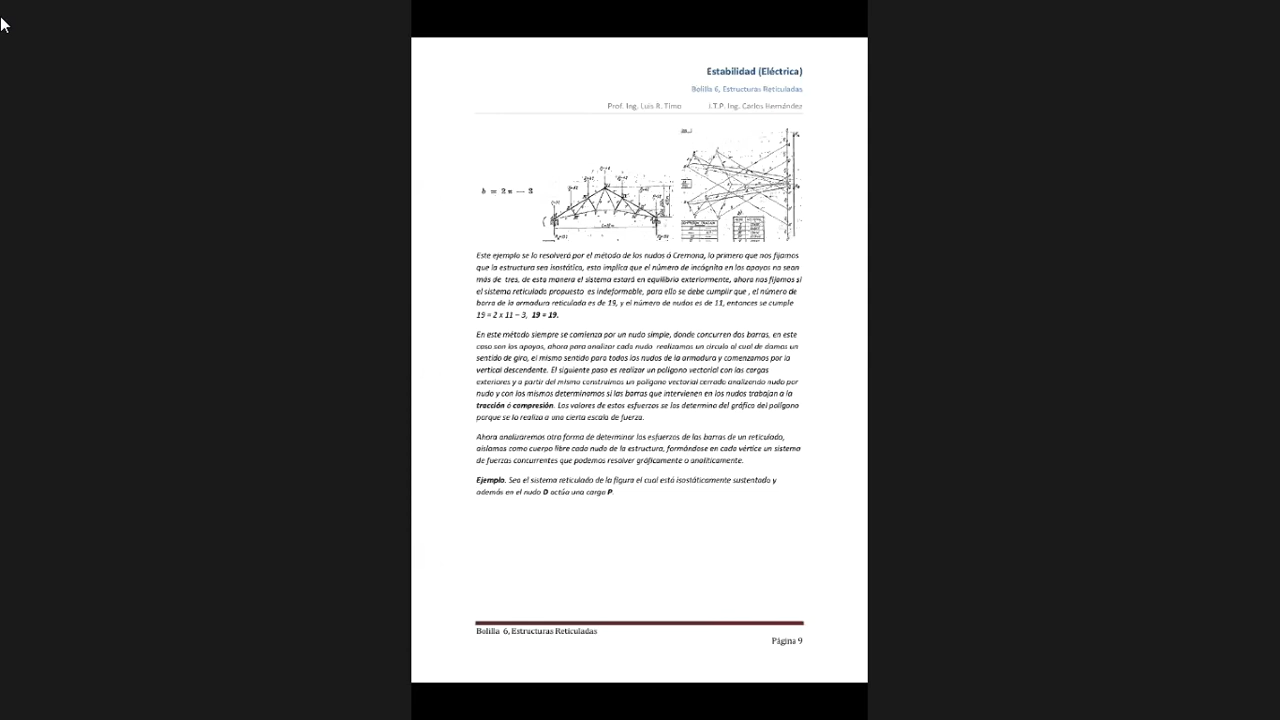 Estabilidad (Eléctrica)
Bolilla 6, Estructuras Reticuladas
Prof. Ing. Luis R. Timo J.T.P. Ing. Carlos Hernández
b = 2n — 3
Este ejemplo se lo resolverá por el método de los nudos ó Cremona, lo primero que nos fijamos
que la estructura sea isostática, esto implica que el número de incógnita en los apoyos no sean
más de tres, de esta manera el sistema estará en equilibrio exteriormente, ahora nos fijamos si
el sistema reticulado propuesto es indeformable, para ello se debe cumplir que , el número de
barra de la armadura reticulada es de 19, y el número de nudos es de 11, entonces se cumple
19 = 2 x 11 – 3, 19 = 19.
En este método siempre se comienza por un nudo simple, donde concurren dos barras, en este
caso son los apoyos, ahora para analizar cada nudo realizamos un circulo al cual de damos un
sentido de giro, el mismo sentido para todos los nudos de la armadura y comenzamos por la
vertical descendente. El siguiente paso es realizar un polígono vectorial con las cargas
exteriores y a partir del mismo construimos un polígono vectorial cerrado analizando nudo por
nudo y con los mismos determinamos si las barras que intervienen en los nudos trabajan a la
tracción ó compresión. Los valores de estos esfuerzos se los determina del gráfico del polígono
porque se lo realiza a una cierta escala de fuerza.
Ahora analizaremos otra forma de determinar los esfuerzos de las barras de un reticulado,
aislamos como cuerpo libre cada nudo de la estructura, formándose en cada vértice un sistema
de fuerzas concurrentes que podemos resolver gráficamente o analíticamente.
Ejemplo. Sea el sistema reticulado de la figura el cual está isostáticamente sustentado y
además en el nudo D actúa una carga P.
Bolilla 6, Estructuras Reticuladas
Página 9